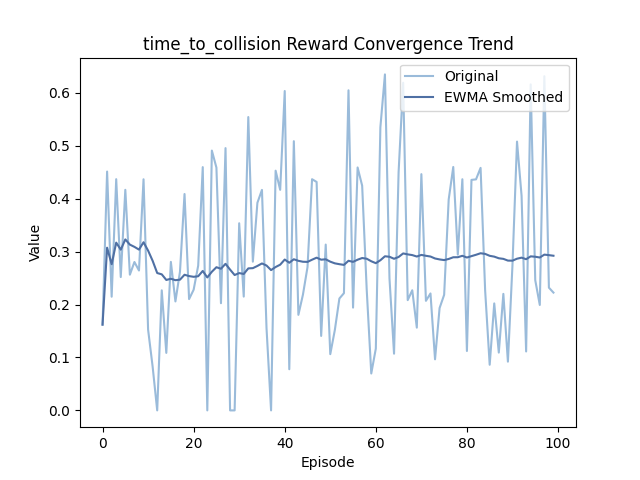 time_to_collision Reward Convergence Trend
Original
EWMA Smoothed
Value
0.6
0.5
0.4
0.3
0.2
0.1
0.0
0 20 40 60 80 100
Episode